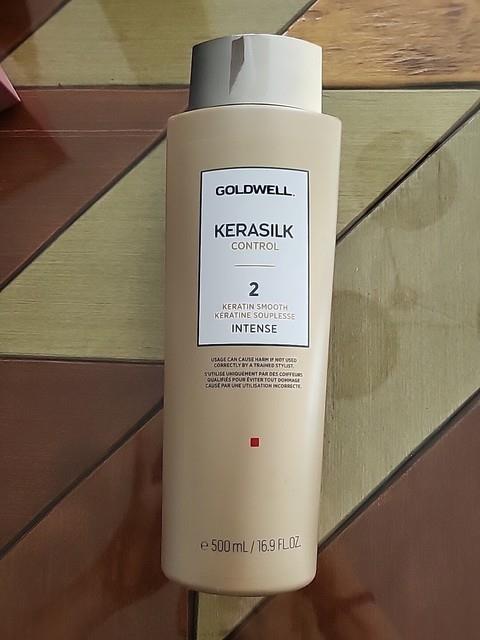 GOLDWELL.
KERASILK
CONTROL
2
KERATIN SMOOTH
KÉRATINE SOUPLESSE
INTENSE
USAGE CAN CAUSE HARM IF NOT USED
CORRECTLY BY A TRAINED STYLIST.
S'UTILISE UNIQUEMENT PAR DES COIFFEURS
QUALIFIÉS POUR ÉVITER TOUT DOMMAGE
CAUSÉ PAR UNE UTILISATION INCORRECTE.
℮ 500 mL / 16.9 FL.OZ.